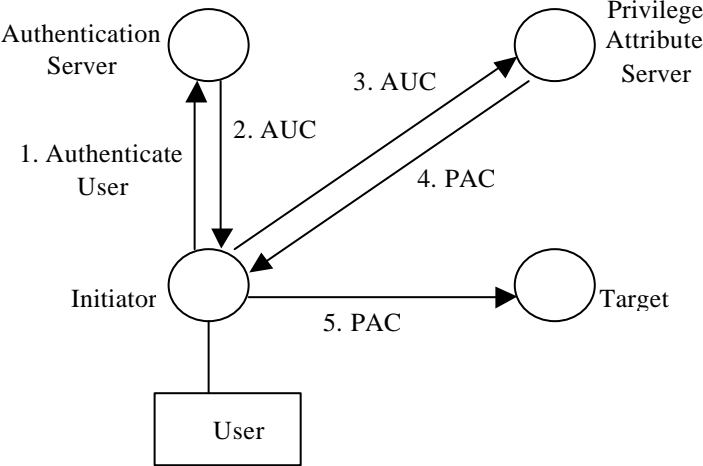 Authentication
Server
Privilege
Attribute
Server
3. AUC
2. AUC
1. Authenticate
User
4. PAC
Initiator
Target
5. PAC
User